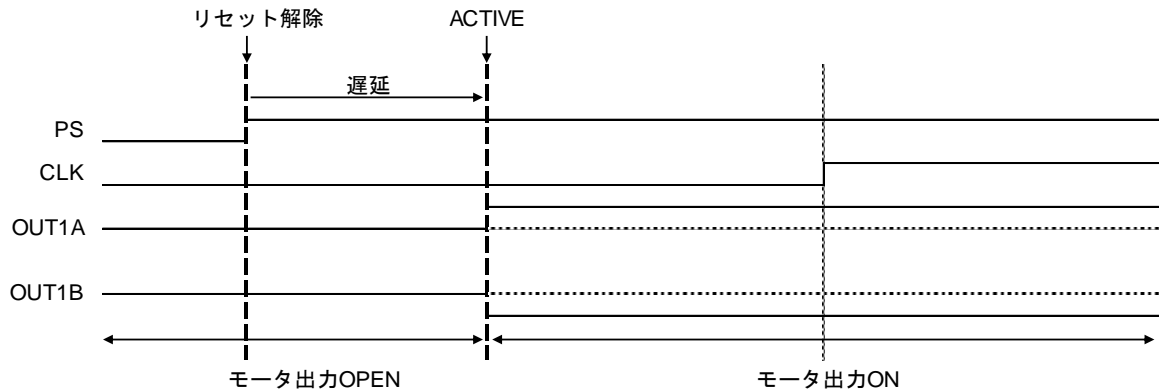 リセット解除
ACTIVE
遅延
PS
CLK
OUT1A
OUT1B
モータ出力OPEN
モータ出力ON